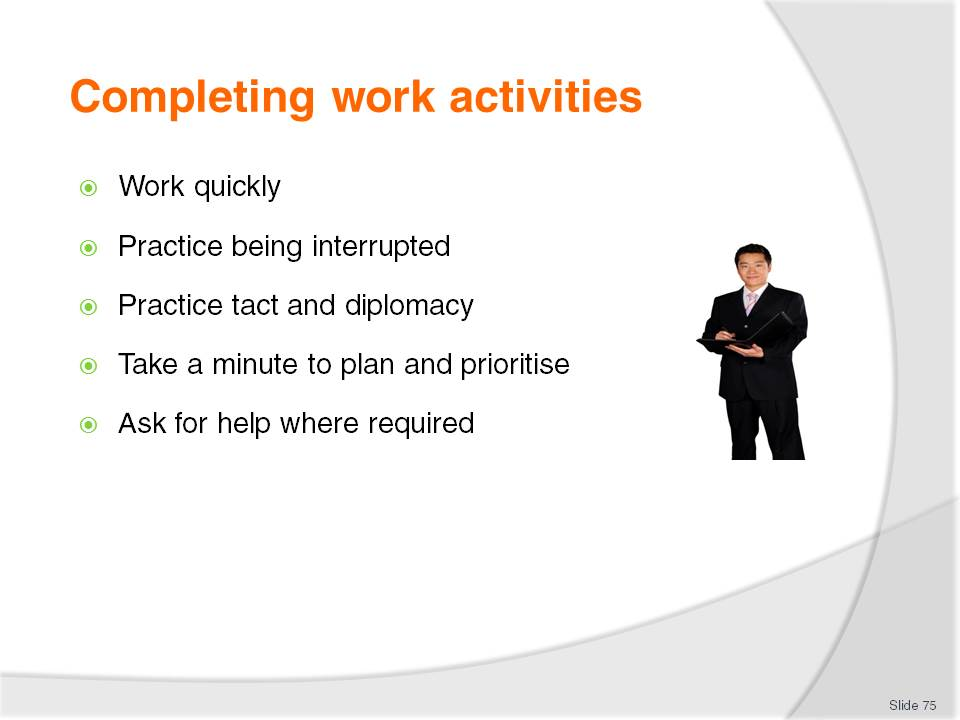 Completing work activities
Work quickly
Practice being interrupted
Practice tact and diplomacy
Take a minute to plan and prioritise
Ask for help where required
Slide 75